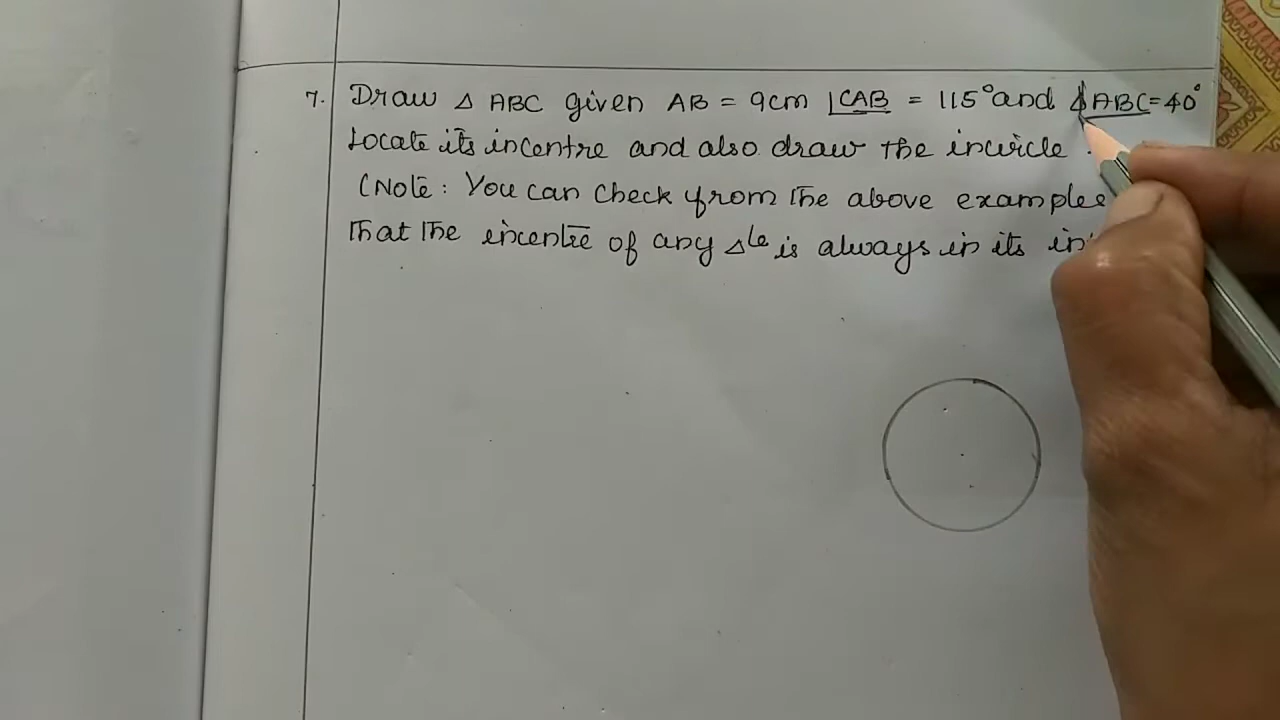 7. Draw △ ABC given AB = 9cm ∠CAB = 115° and ∠ABC = 40°
Locate its incentre and also draw the incircle
(Note: You can check from the above examples
that the incentre of any △le is always in its